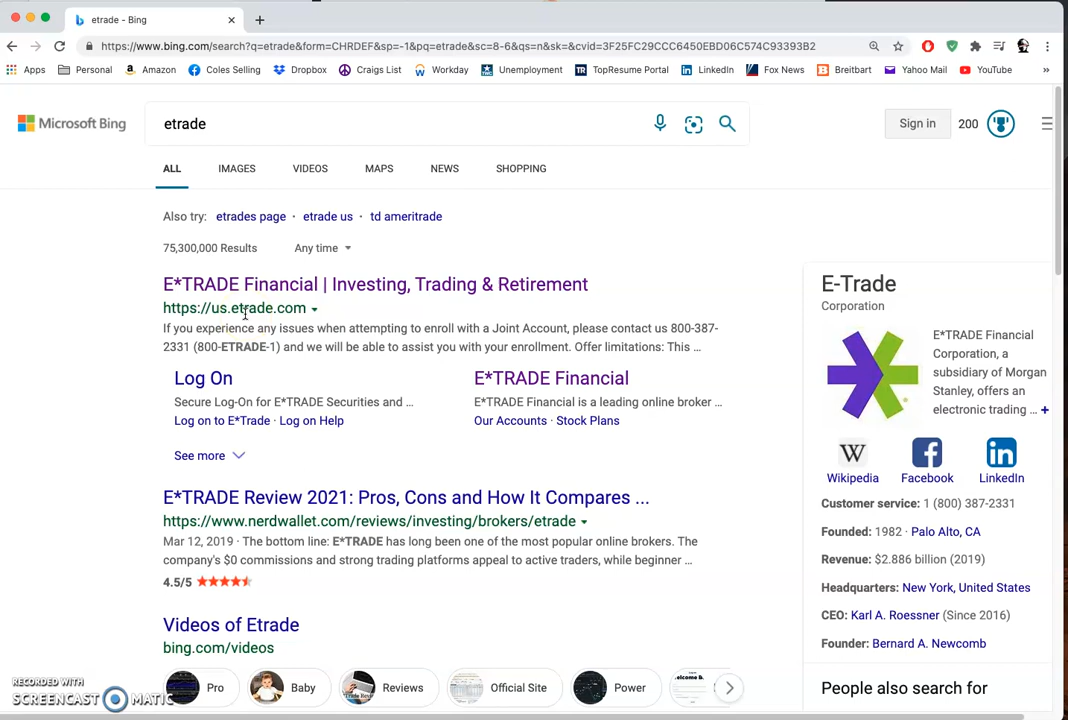 etrade - Bing
https://www.bing.com/search?q=etrade&form=CHRDEF&sp=-1&pq=etrade&sc=8-6&qs=n&sk=&cvid=3F25FC29CCC6450EBD06C574C93393B2
Apps Personal Amazon Coles Selling Dropbox Craigs List Workday Unemployment TopResume Portal LinkedIn Fox News Breitbart Yahoo Mail YouTube »
Microsoft Bing
etrade
Sign in 200
ALL IMAGES VIDEOS MAPS NEWS SHOPPING
Also try: etrades page · etrade us · td ameritrade
75,300,000 Results Any time
E*TRADE Financial | Investing, Trading & Retirement
https://us.etrade.com
If you experience any issues when attempting to enroll with a Joint Account, please contact us 800-387-
2331 (800-ETRADE-1) and we will be able to assist you with your enrollment. Offer limitations: This ...
Log On
Secure Log-On for E*TRADE Securities and ...
Log on to E*Trade · Log on Help
E*TRADE Financial
E*TRADE Financial is a leading online broker ...
Our Accounts · Stock Plans
See more
E*TRADE Review 2021: Pros, Cons and How It Compares ...
https://www.nerdwallet.com/reviews/investing/brokers/etrade
Mar 12, 2019 · The bottom line: E*TRADE has long been one of the most popular online brokers. The
company's $0 commissions and strong trading platforms appeal to active traders, while beginner ...
4.5/5
Videos of Etrade
bing.com/videos
Pro Baby Reviews Official Site Power
E-Trade
Corporation
E*TRADE Financial
Corporation, a
subsidiary of Morgan
Stanley, offers an
electronic trading ... +
W
Wikipedia Facebook LinkedIn
Customer service: 1 (800) 387-2331
Founded: 1982 · Palo Alto, CA
Revenue: $2.886 billion (2019)
Headquarters: New York, United States
CEO: Karl A. Roessner (Since 2016)
Founder: Bernard A. Newcomb
People also search for
RECORDED WITH
SCREENCAST MATIC